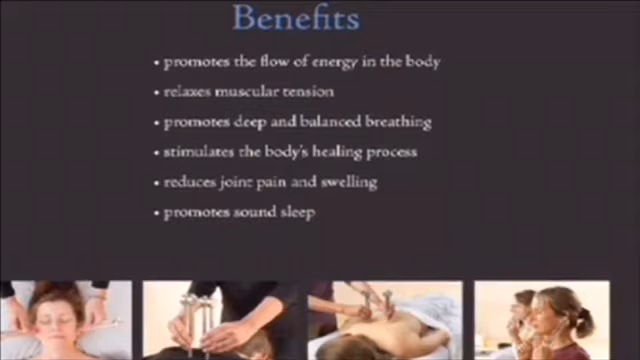 Benefits
• promotes the flow of energy in the body
• relaxes muscular tension
• promotes deep and balanced breathing
• stimulates the body's healing process
• reduces joint pain and swelling
• promotes sound sleep